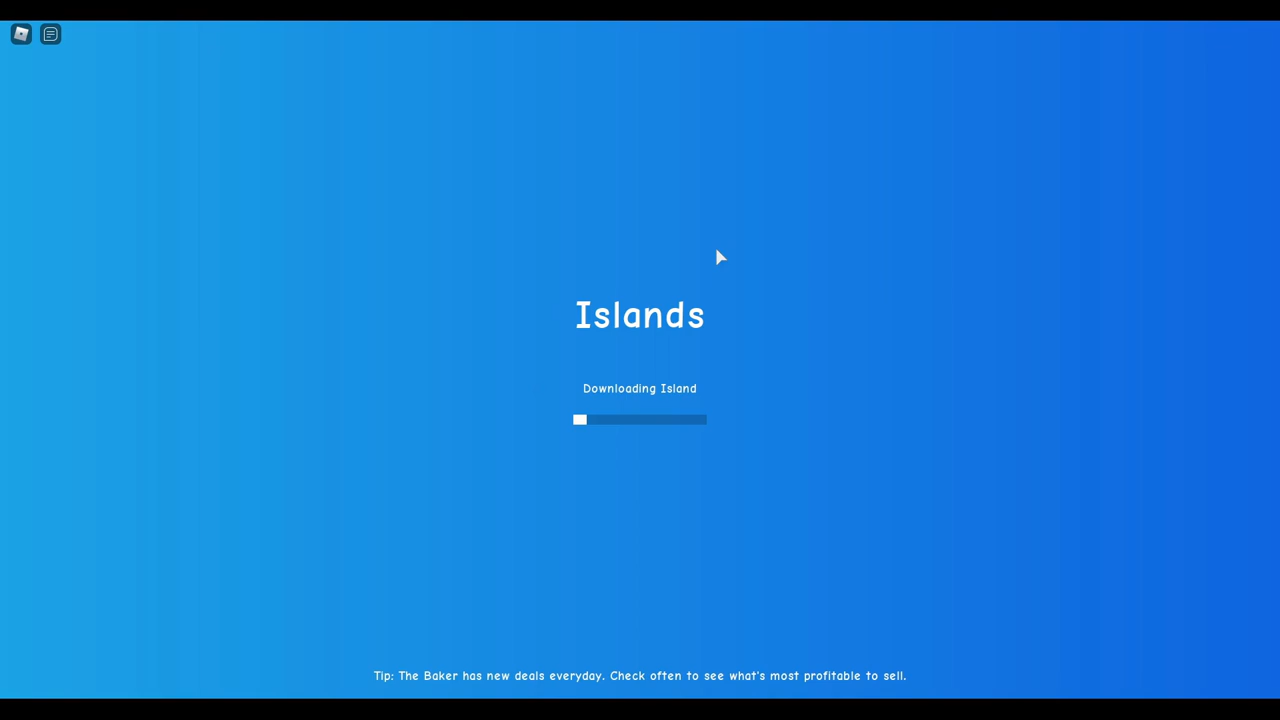 Islands
Downloading Island
Tip: The Baker has new deals everyday. Check often to see what's most profitable to sell.